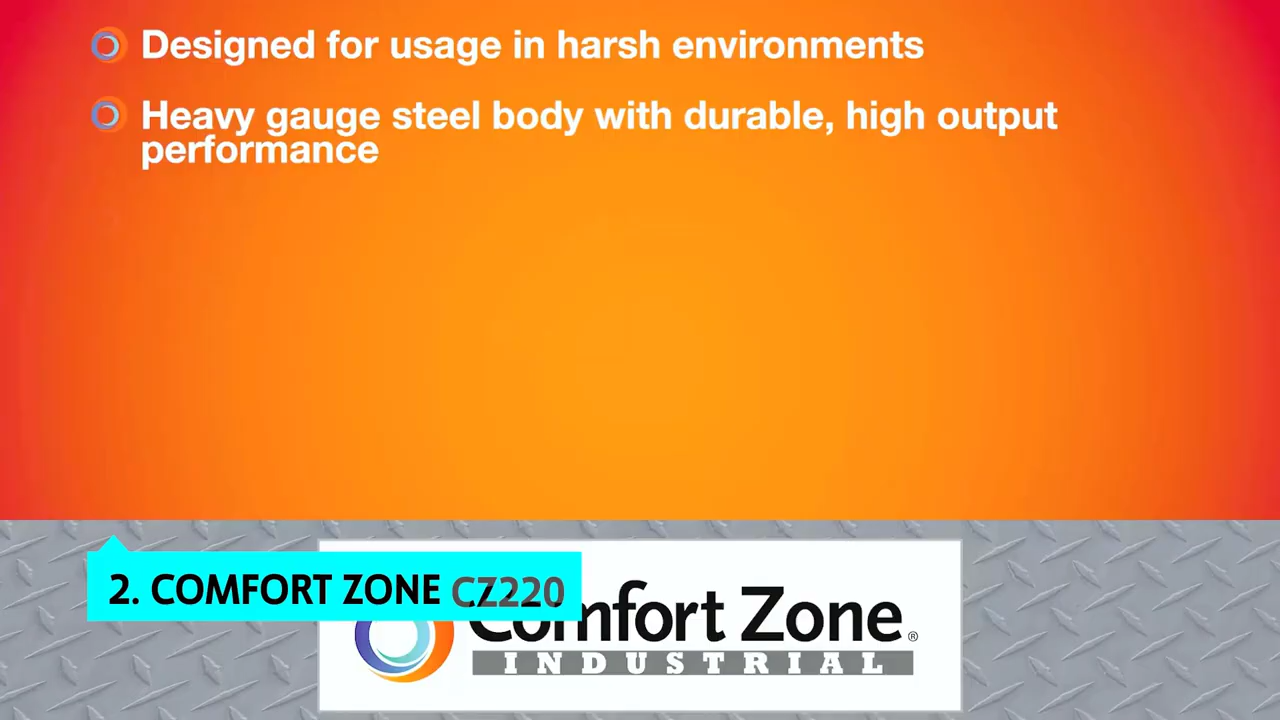 Designed for usage in harsh environments
Heavy gauge steel body with durable, high output
performance
2. COMFORT ZONE CZ220
Comfort Zone®
INDUSTRIAL